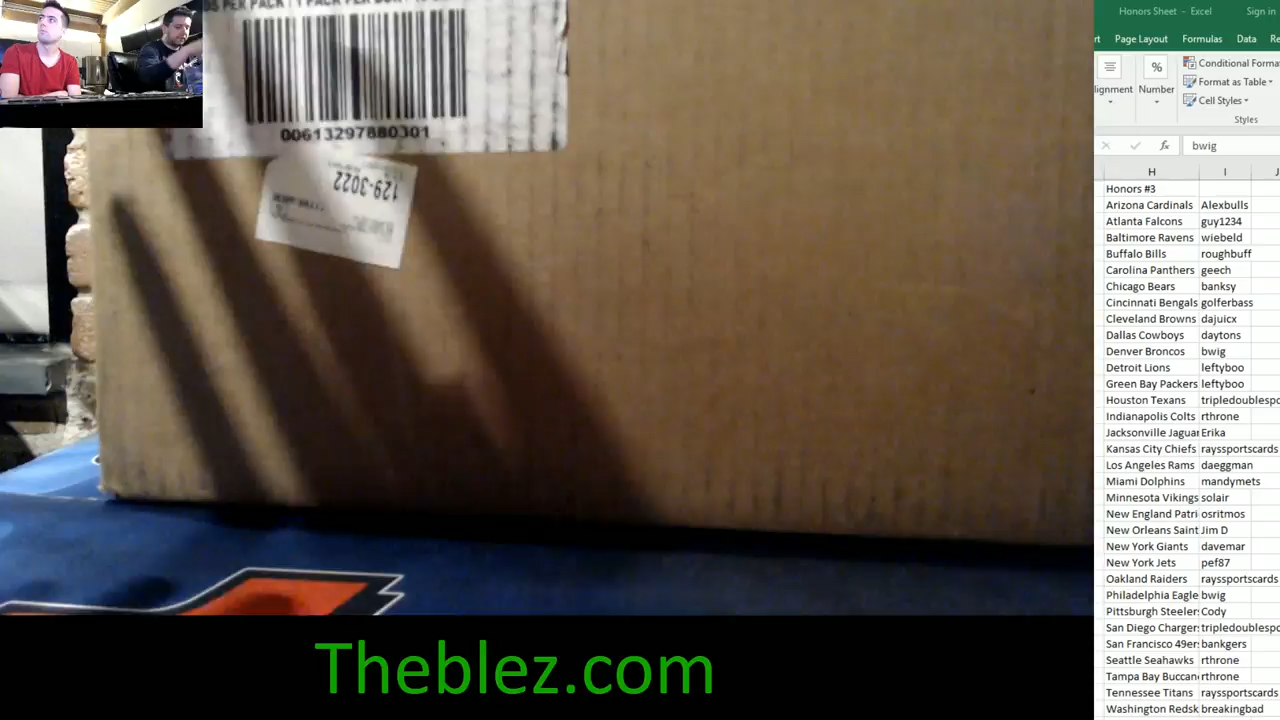 PER PACK
00613297880301
129-3022
Theblez.com
Honors Sheet - Excel
Sign in
Page Layout
Formulas
Data
%
Conditional Forma
Format as Table
Cell Styles
Number
Styles
fx
bwig
H I J
Honors #3
Arizona Cardinals Alexbulls
Atlanta Falcons guy1234
Baltimore Ravens wiebeld
Buffalo Bills roughbuff
Carolina Panthers geech
Chicago Bears banksy
Cincinnati Bengals golferbass
Cleveland Browns dajuicx
Dallas Cowboys daytons
Denver Broncos bwig
Detroit Lions leftyboo
Green Bay Packers leftyboo
Houston Texans tripledoublespo
Indianapolis Colts rthrone
Jacksonville Jaguar Erika
Kansas City Chiefs rayssportscards
Los Angeles Rams daeggman
Miami Dolphins mandymets
Minnesota Vikings solair
New England Patri osritmos
New Orleans Saint Jim D
New York Giants davemar
New York Jets pef87
Oakland Raiders rayssportscards
Philadelphia Eagle bwig
Pittsburgh Steeler Cody
San Diego Charger tripledoublespo
San Francisco 49er bankgers
Seattle Seahawks rthrone
Tampa Bay Buccan rthrone
Tennessee Titans rayssportscards
Washington Redsk breakingbad